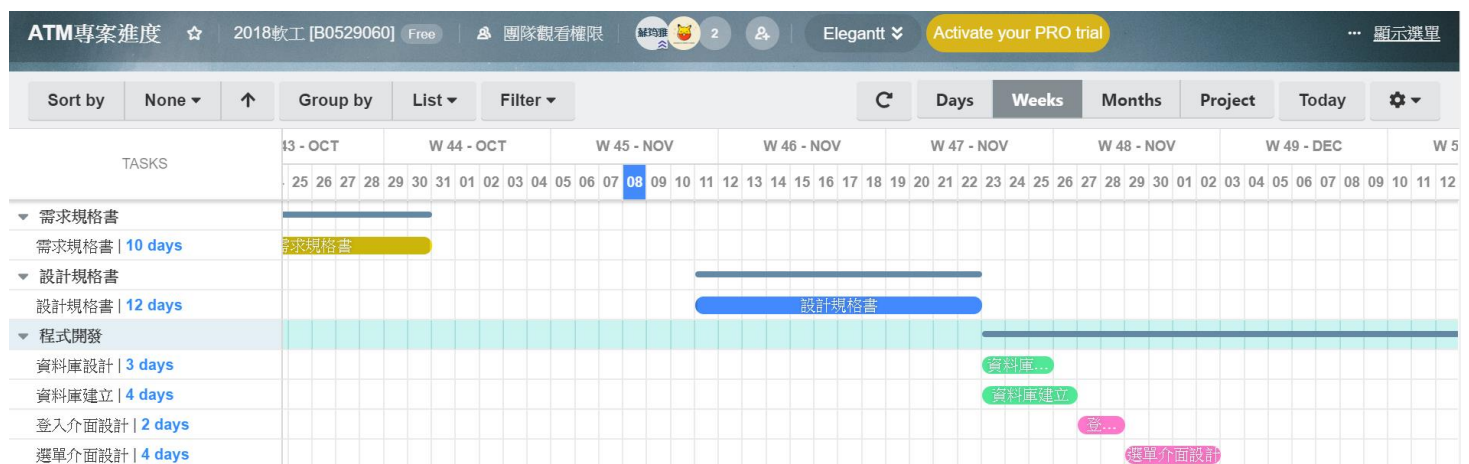 ATM專案進度 ☆ 2018軟工 [B0529060] Free 團隊觀看權限 2 Elegantt Activate your PRO trial ... 顯示選單
Sort by None ↑ Group by List Filter Days Weeks Months Project Today
TASKS
43 - OCT W 44 - OCT W 45 - NOV W 46 - NOV W 47 - NOV W 48 - NOV W 49 - DEC W 5
25 26 27 28 29 30 31 01 02 03 04 05 06 07 08 09 10 11 12 13 14 15 16 17 18 19 20 21 22 23 24 25 26 27 28 29 30 01 02 03 04 05 06 07 08 09 10 11 12
需求規格書
需求規格書 | 10 days 需求規格書
設計規格書
設計規格書 | 12 days 設計規格書
程式開發
資料庫設計 | 3 days 資料庫...
資料庫建立 | 4 days 資料庫建立
登入介面設計 | 2 days 登...
選單介面設計 | 4 days 選單介面設計